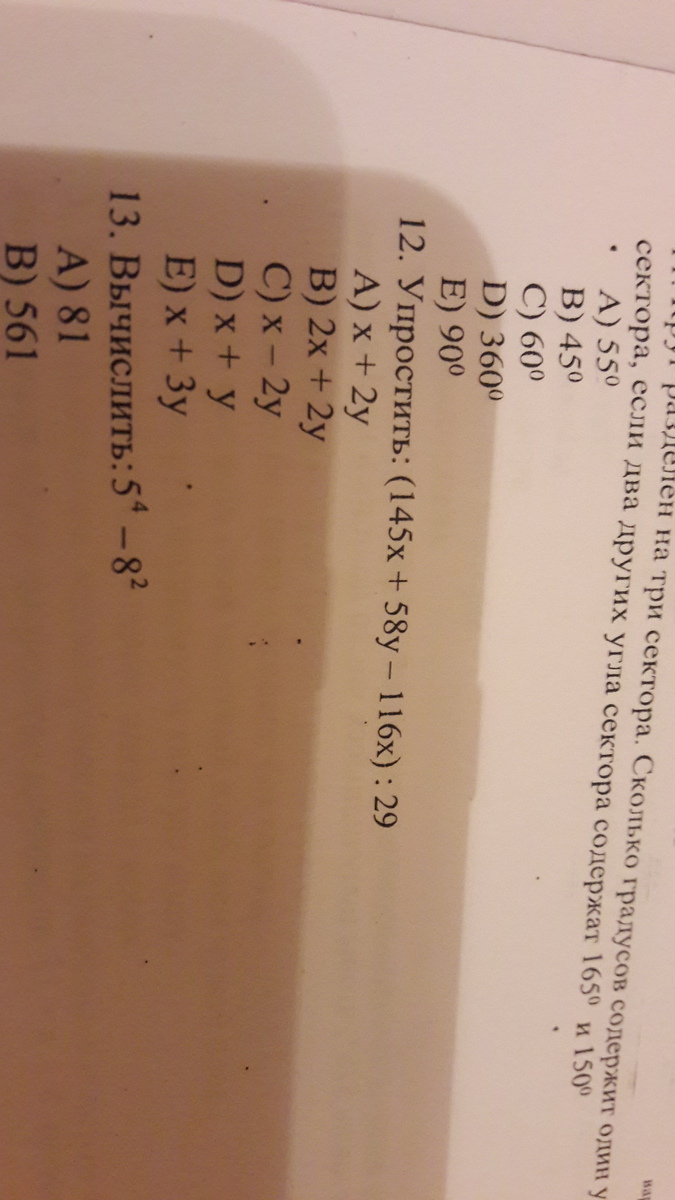 разделен на три сектора. Сколько градусов содержит один
сектора, если два других угла сектора содержат 165⁰ и 150⁰
A) 55⁰
B) 45⁰
C) 60⁰
D) 360⁰
E) 90⁰
12. Упростить: (145x + 58y – 116x) : 29
A) x + 2y
B) 2x + 2y
C) x – 2y
D) x + y
E) x + 3y
13. Вычислить: 5⁴ – 8²
A) 81
B) 561